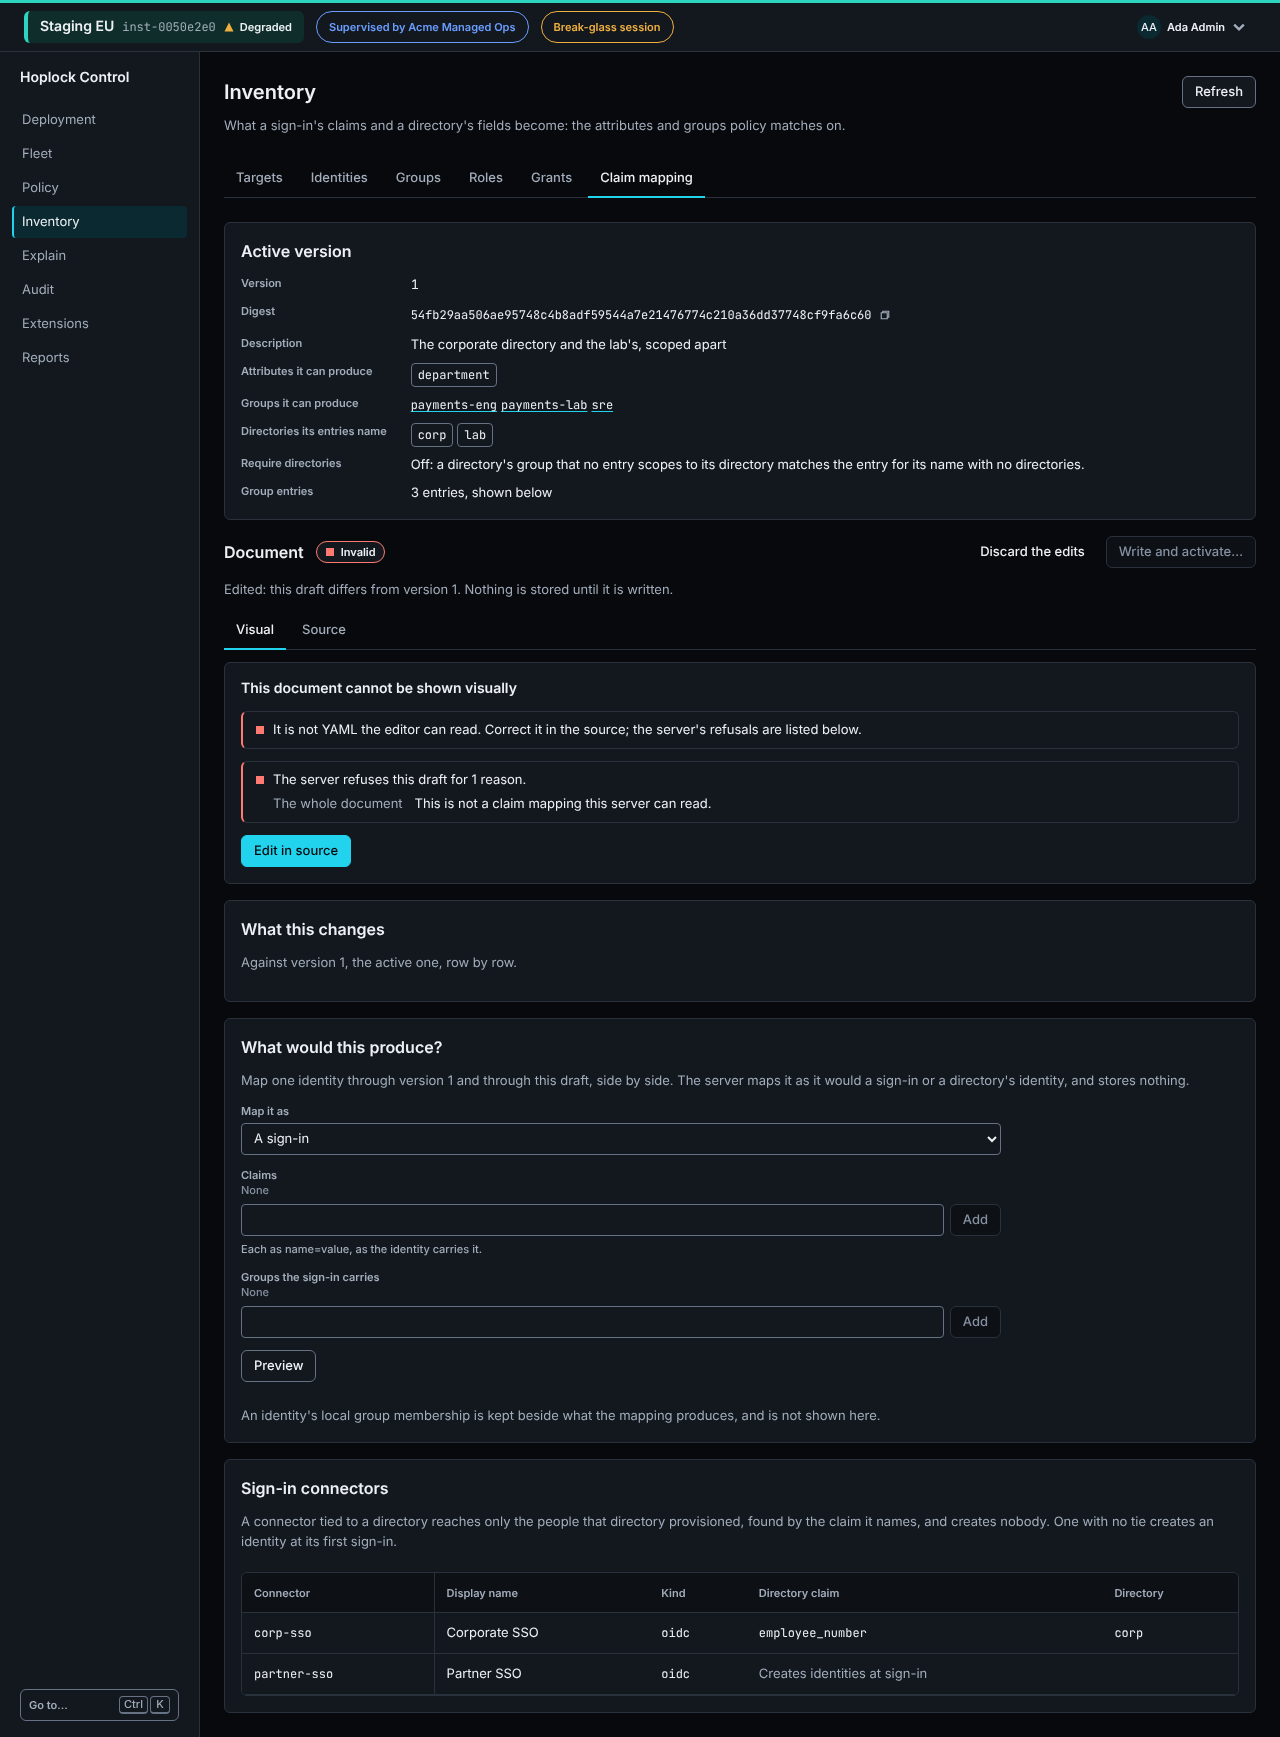 Staging EU inst-0050e2e0 Degraded
Supervised by Acme Managed Ops
Break-glass session
AA Ada Admin
Hoplock Control
Deployment
Fleet
Policy
Inventory
Explain
Audit
Extensions
Reports
Go to...
Ctrl K
Inventory
Refresh
What a sign-in's claims and a directory's fields become: the attributes and groups policy matches on.
Targets Identities Groups Roles Grants Claim mapping
Active version
Version 1
Digest 54fb29aa506ae95748c4b8adf59544a7e21476774c210a36dd37748cf9fa6c60
Description The corporate directory and the lab's, scoped apart
Attributes it can produce department
Groups it can produce payments-eng payments-lab sre
Directories its entries name corp lab
Require directories Off: a directory's group that no entry scopes to its directory matches the entry for its name with no directories.
Group entries 3 entries, shown below
Document Invalid
Discard the edits Write and activate...
Edited: this draft differs from version 1. Nothing is stored until it is written.
Visual Source
This document cannot be shown visually
It is not YAML the editor can read. Correct it in the source; the server's refusals are listed below.
The server refuses this draft for 1 reason.
The whole document This is not a claim mapping this server can read.
Edit in source
What this changes
Against version 1, the active one, row by row.
What would this produce?
Map one identity through version 1 and through this draft, side by side. The server maps it as it would a sign-in or a directory's identity, and stores nothing.
Map it as
A sign-in
Claims
None
Add
Each as name=value, as the identity carries it.
Groups the sign-in carries
None
Add
Preview
An identity's local group membership is kept beside what the mapping produces, and is not shown here.
Sign-in connectors
A connector tied to a directory reaches only the people that directory provisioned, found by the claim it names, and creates nobody. One with no tie creates an
identity at its first sign-in.
Connector Display name Kind Directory claim Directory
corp-sso Corporate SSO oidc employee_number corp
partner-sso Partner SSO oidc Creates identities at sign-in